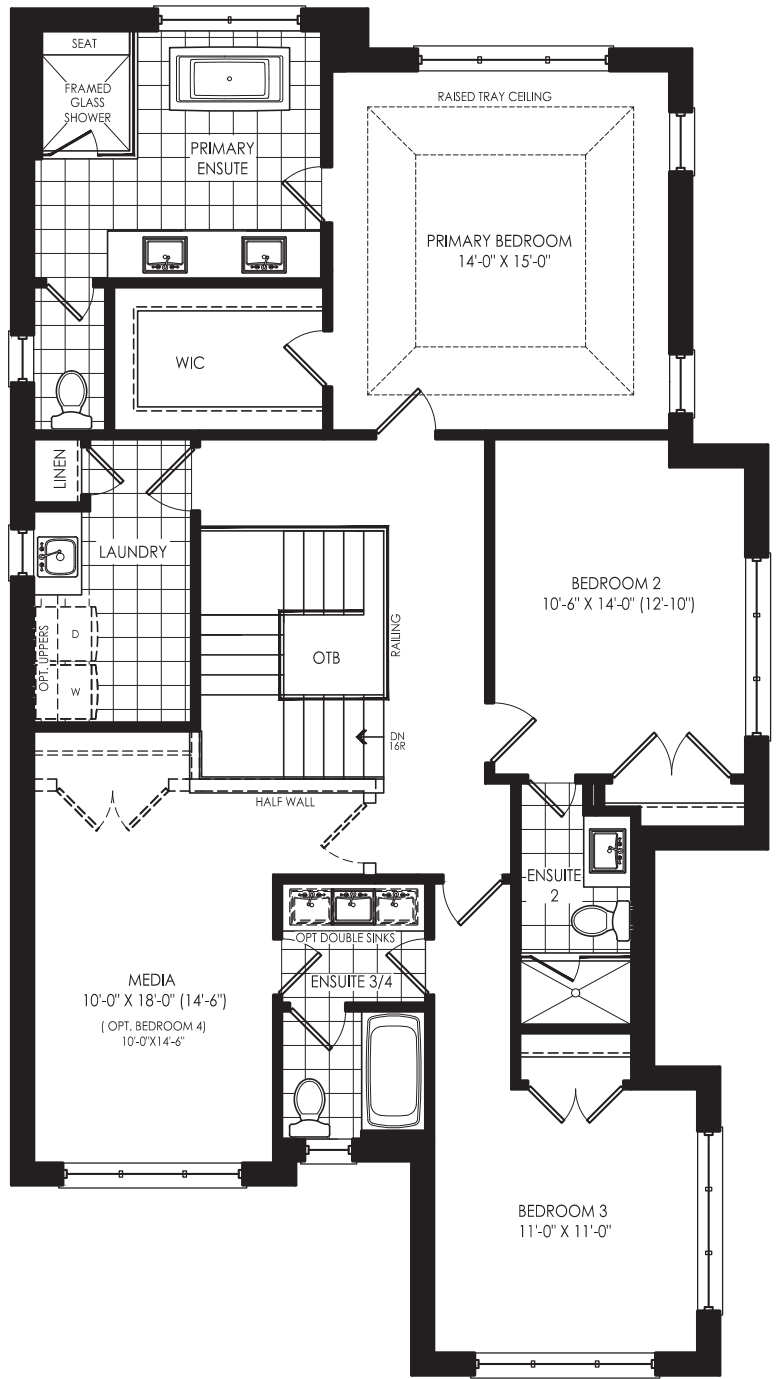 SEAT
FRAMED
GLASS
SHOWER
PRIMARY
ENSUITE
RAISED TRAY CEILING
PRIMARY BEDROOM
14'-0" X 15'-0"
WIC
LINEN
LAUNDRY
OPT. UPPERS
D
W
OTB
RAILING
DN
16R
HALF WALL
BEDROOM 2
10'-6" X 14'-0" (12'-10")
ENSUITE
2
OPT DOUBLE SINKS
ENSUITE 3/4
MEDIA
10'-0" X 18'-0" (14'-6")
( OPT. BEDROOM 4)
10'-0"X14'-6"
BEDROOM 3
11'-0" X 11'-0"